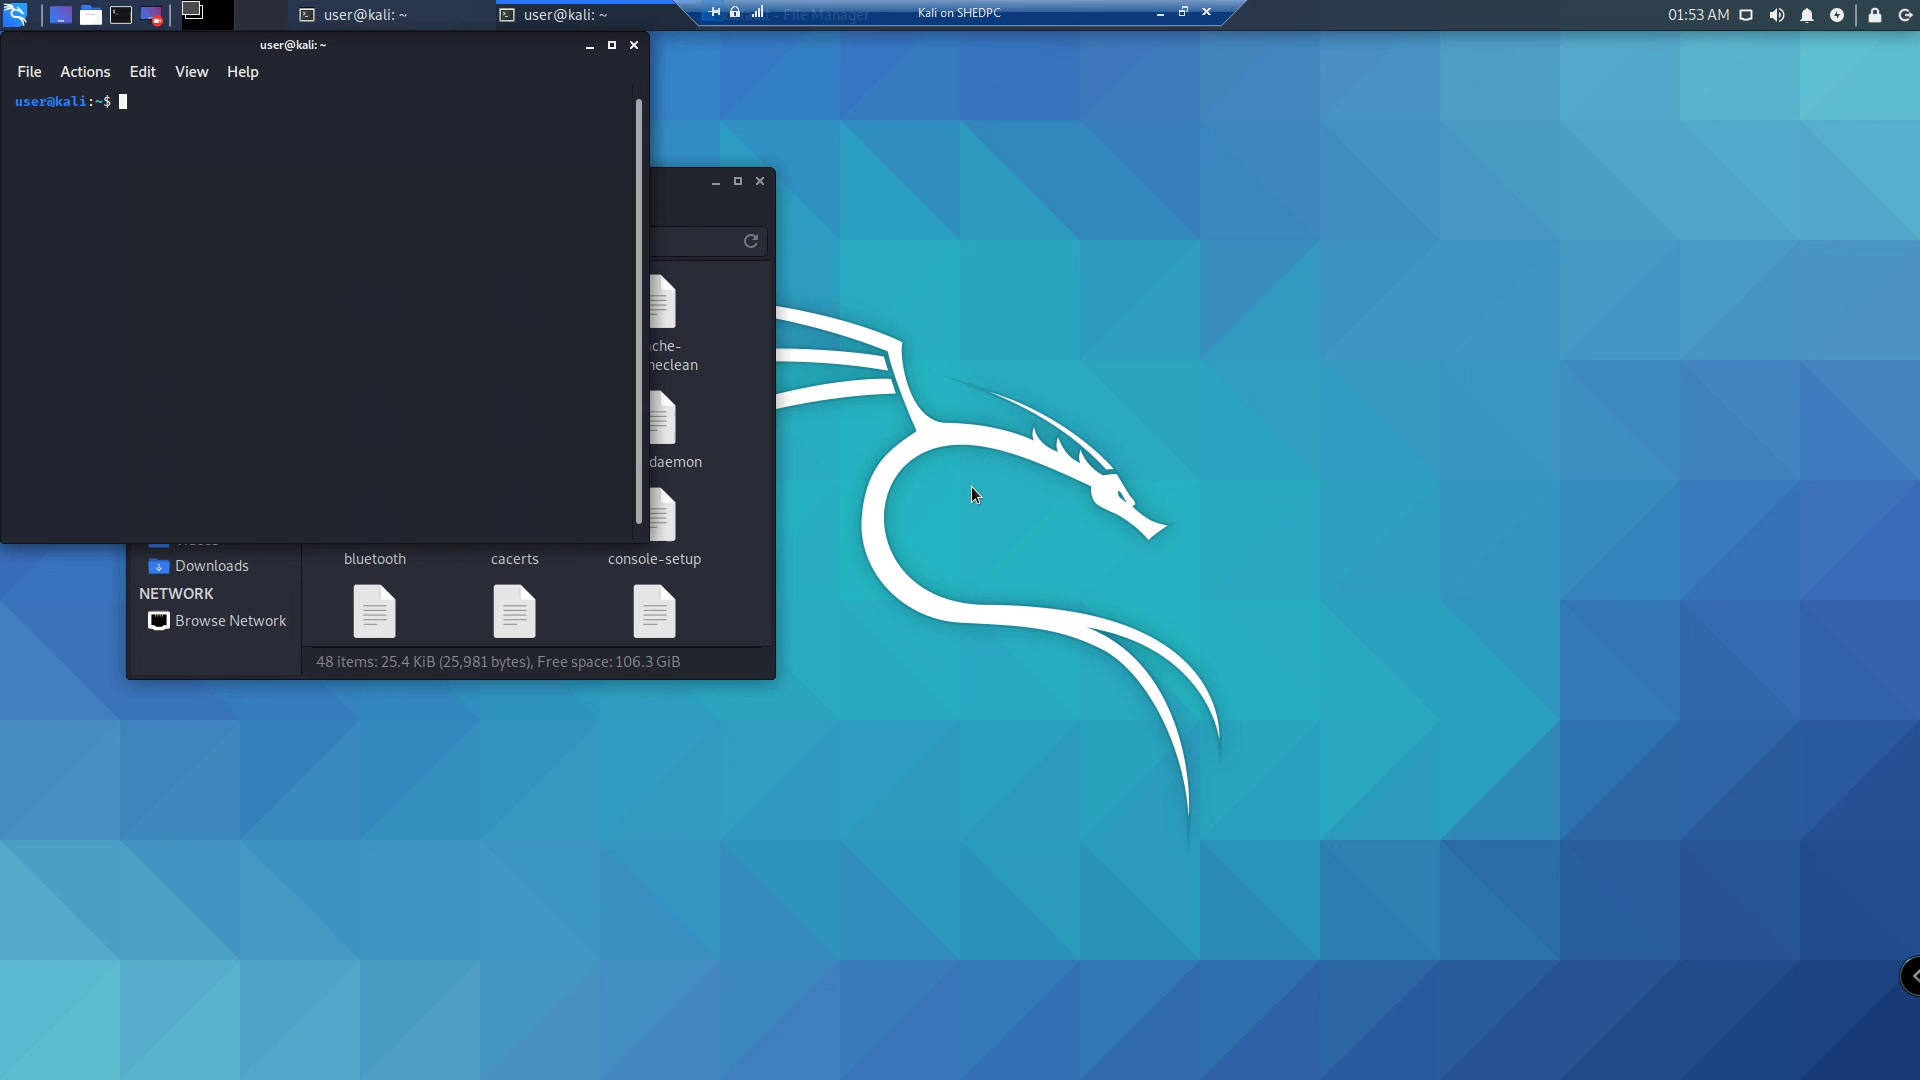 user@kali: ~
user@kali: ~
File Manager
Kali on SHEDPC
01:53 AM
user@kali: ~
File Actions Edit View Help
user@kali:~$
Downloads
NETWORK
Browse Network
daemon
bluetooth
cacerts
console-setup
48 items: 25.4 KiB (25,981 bytes), Free space: 106.3 GiB